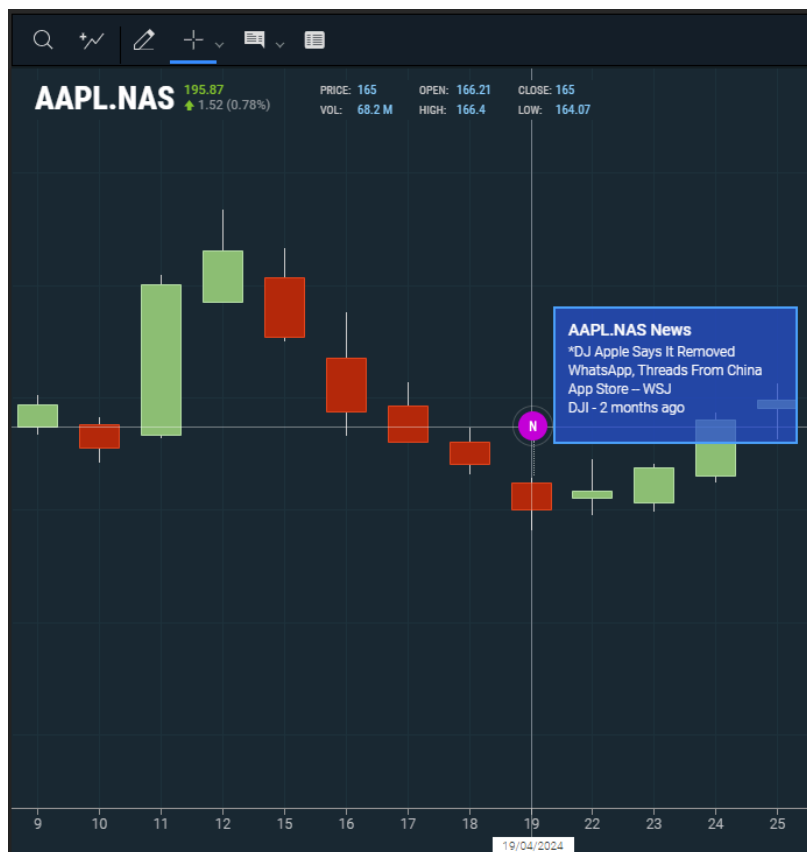 AAPL.NAS 195.87 1.52 (0.78%)
PRICE: 165 OPEN: 166.21 CLOSE: 165
VOL: 68.2 M HIGH: 166.4 LOW: 164.07
AAPL.NAS News
*DJ Apple Says It Removed
WhatsApp, Threads From China
App Store -- WSJ
DJI - 2 months ago
N
9 10 11 12 15 16 17 18 19 22 23 24 25
19/04/2024